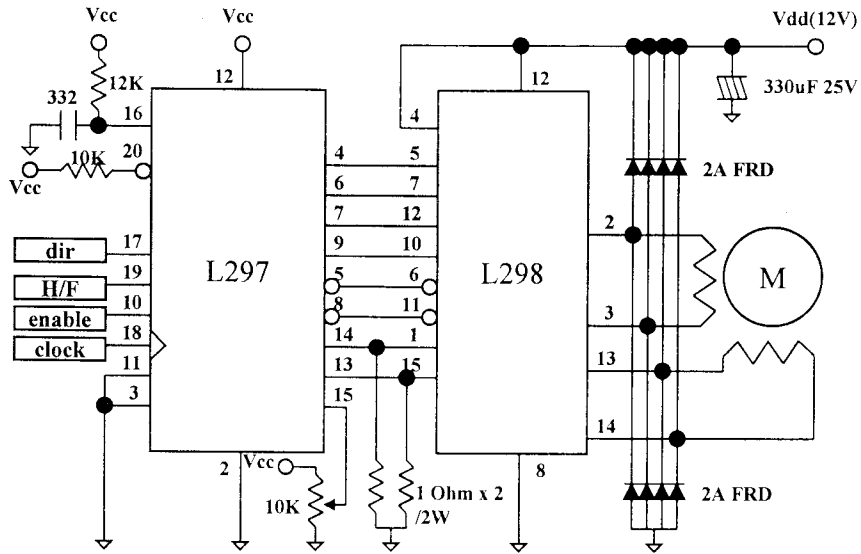 Vcc
Vcc
Vdd(12V)
12K
12
12
332
16
4
330uF 25V
20
10K
Vcc
4
5
2A FRD
6
7
7
12
2
dir
17
9
10
L297
L298
M
H/F
19
5
6
enable
10
8
11
3
clock
18
14
1
13
11
13
15
3
15
14
2
Vcc
8
10K
1 Ohm x 2
/2W
2A FRD